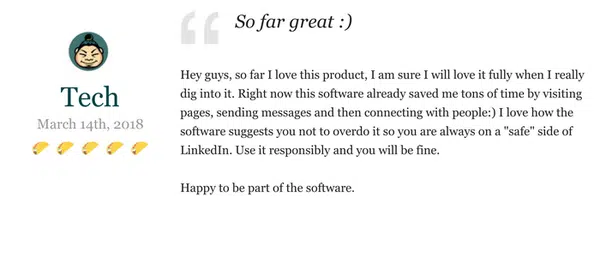 So far great :)
Tech
March 14th, 2018
Hey guys, so far I love this product, I am sure I will love it fully when I really
dig into it. Right now this software already saved me tons of time by visiting
pages, sending messages and then connecting with people:) I love how the
software suggests you not to overdo it so you are always on a "safe" side of
LinkedIn. Use it responsibly and you will be fine.
Happy to be part of the software.